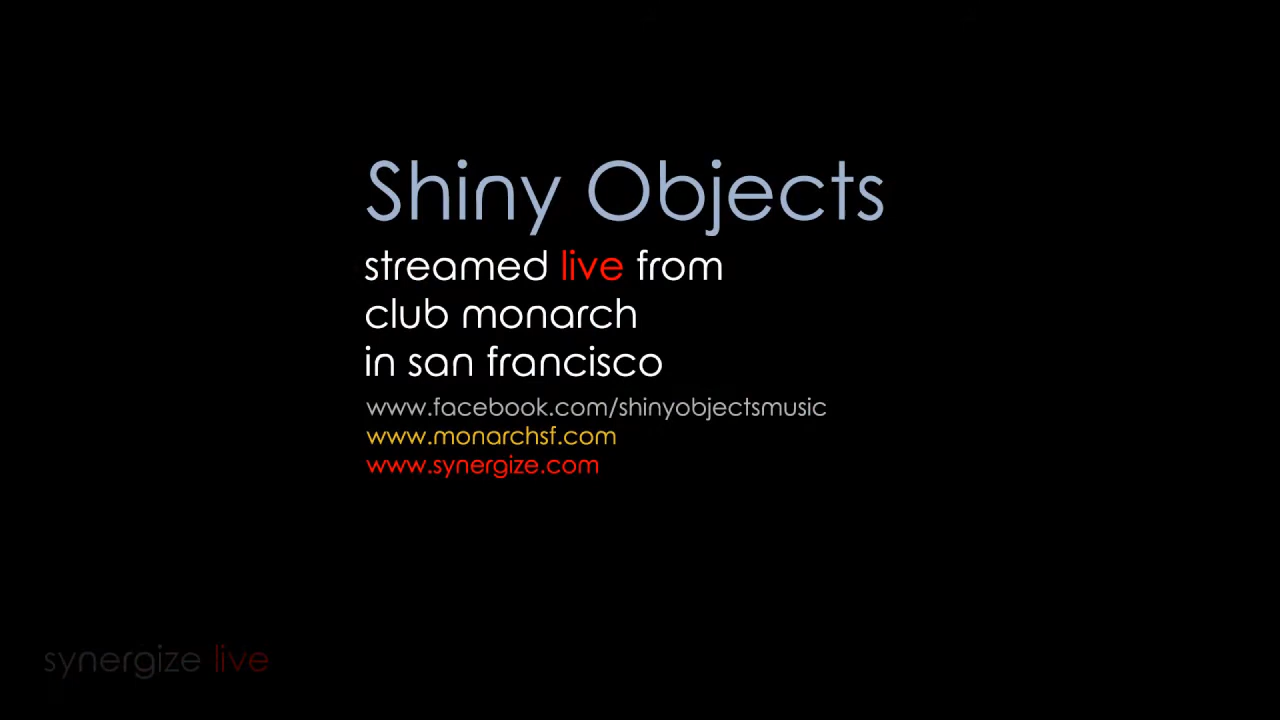 Shiny Objects
streamed live from
club monarch
in san francisco
www.facebook.com/shinyobjectsmusic
www.monarchsf.com
www.synergize.com
synergize live